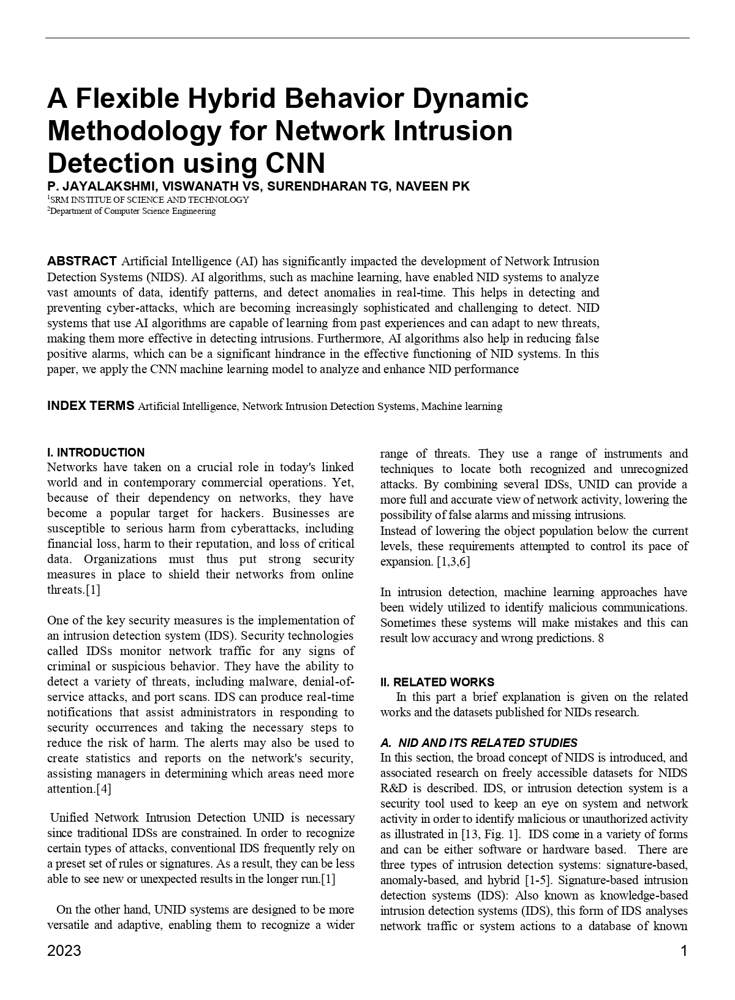 A Flexible Hybrid Behavior Dynamic
Methodology for Network Intrusion
Detection using CNN
P. JAYALAKSHMI, VISWANATH VS, SURENDHARAN TG, NAVEEN PK
1SRM INSTITUE OF SCIENCE AND TECHNOLOGY
2Department of Computer Science Engineering
ABSTRACT Artificial Intelligence (AI) has significantly impacted the development of Network Intrusion
Detection Systems (NIDS). AI algorithms, such as machine learning, have enabled NID systems to analyze
vast amounts of data, identify patterns, and detect anomalies in real-time. This helps in detecting and
preventing cyber-attacks, which are becoming increasingly sophisticated and challenging to detect. NID
systems that use AI algorithms are capable of learning from past experiences and can adapt to new threats,
making them more effective in detecting intrusions. Furthermore, AI algorithms also help in reducing false
positive alarms, which can be a significant hindrance in the effective functioning of NID systems. In this
paper, we apply the CNN machine learning model to analyze and enhance NID performance
INDEX TERMS Artificial Intelligence, Network Intrusion Detection Systems, Machine learning
I. INTRODUCTION
Networks have taken on a crucial role in today's linked
world and in contemporary commercial operations. Yet,
because of their dependency on networks, they have
become a popular target for hackers. Businesses are
susceptible to serious harm from cyberattacks, including
financial loss, harm to their reputation, and loss of critical
data. Organizations must thus put strong security
measures in place to shield their networks from online
threats.[1]
One of the key security measures is the implementation of
an intrusion detection system (IDS). Security technologies
called IDSs monitor network traffic for any signs of
criminal or suspicious behavior. They have the ability to
detect a variety of threats, including malware, denial-of-
service attacks, and port scans. IDS can produce real-time
notifications that assist administrators in responding to
security occurrences and taking the necessary steps to
reduce the risk of harm. The alerts may also be used to
create statistics and reports on the network's security,
assisting managers in determining which areas need more
attention.[4]
Unified Network Intrusion Detection UNID is necessary
since traditional IDSs are constrained. In order to recognize
certain types of attacks, conventional IDS frequently rely on
a preset set of rules or signatures. As a result, they can be less
able to see new or unexpected results in the longer run.[1]
On the other hand, UNID systems are designed to be more
versatile and adaptive, enabling them to recognize a wider
range of threats. They use a range of instruments and
techniques to locate both recognized and unrecognized
attacks. By combining several IDSs, UNID can provide a
more full and accurate view of network activity, lowering the
possibility of false alarms and missing intrusions.
Instead of lowering the object population below the current
levels, these requirements attempted to control its pace of
expansion. [1,3,6]
In intrusion detection, machine learning approaches have
been widely utilized to identify malicious communications.
Sometimes these systems will make mistakes and this can
result low accuracy and wrong predictions. 8
II. RELATED WORKS
In this part a brief explanation is given on the related
works and the datasets published for NIDs research.
A. NID AND ITS RELATED STUDIES
In this section, the broad concept of NIDS is introduced, and
associated research on freely accessible datasets for NIDS
R&D is described. IDS, or intrusion detection system is a
security tool used to keep an eye on system and network
activity in order to identify malicious or unauthorized activity
as illustrated in [13, Fig. 1]. IDS come in a variety of forms
and can be either software or hardware based. There are
three types of intrusion detection systems: signature-based,
anomaly-based, and hybrid [1-5]. Signature-based intrusion
detection systems (IDS): Also known as knowledge-based
intrusion detection systems (IDS), this form of IDS analyses
network traffic or system actions to a database of known
2023
1